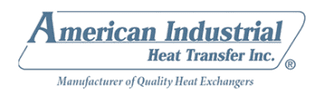 American Industrial
Heat Transfer Inc.®
Manufacturer of Quality Heat Exchangers